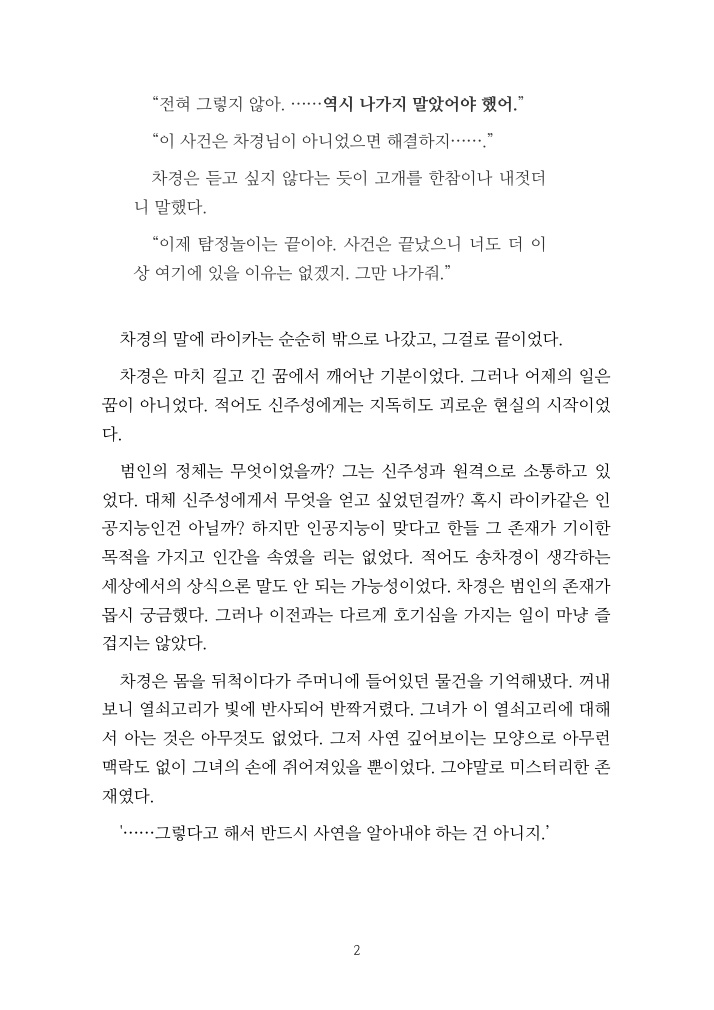 “전혀 그렇지 않아. ……역시 나가지 말았어야 했어.”
“이 사건은 차경님이 아니었으면 해결하지…….”
차경은 듣고 싶지 않다는 듯이 고개를 한참이나 내젓더
니 말했다.
“이제 탐정놀이는 끝이야. 사건은 끝났으니 너도 더 이
상 여기에 있을 이유는 없겠지. 그만 나가줘.”
차경의 말에 라이카는 순순히 밖으로 나갔고, 그걸로 끝이었다.
차경은 마치 길고 긴 꿈에서 깨어난 기분이었다. 그러나 어제의 일은
꿈이 아니었다. 적어도 신주성에게는 지독히도 괴로운 현실의 시작이었
다.
범인의 정체는 무엇이었을까? 그는 신주성과 원격으로 소통하고 있
었다. 대체 신주성에게서 무엇을 얻고 싶었던걸까? 혹시 라이카같은 인
공지능인건 아닐까? 하지만 인공지능이 맞다고 한들 그 존재가 기이한
목적을 가지고 인간을 속였을 리는 없었다. 적어도 송차경이 생각하는
세상에서의 상식으론 말도 안 되는 가능성이었다. 차경은 범인의 존재가
몹시 궁금했다. 그러나 이전과는 다르게 호기심을 가지는 일이 마냥 즐
겁지는 않았다.
차경은 몸을 뒤척이다가 주머니에 들어있던 물건을 기억해냈다. 꺼내
보니 열쇠고리가 빛에 반사되어 반짝거렸다. 그녀가 이 열쇠고리에 대해
서 아는 것은 아무것도 없었다. 그저 사연 깊어보이는 모양으로 아무런
맥락도 없이 그녀의 손에 쥐어져있을 뿐이었다. 그야말로 미스터리한 존
재였다.
'……그렇다고 해서 반드시 사연을 알아내야 하는 건 아니지.’
2